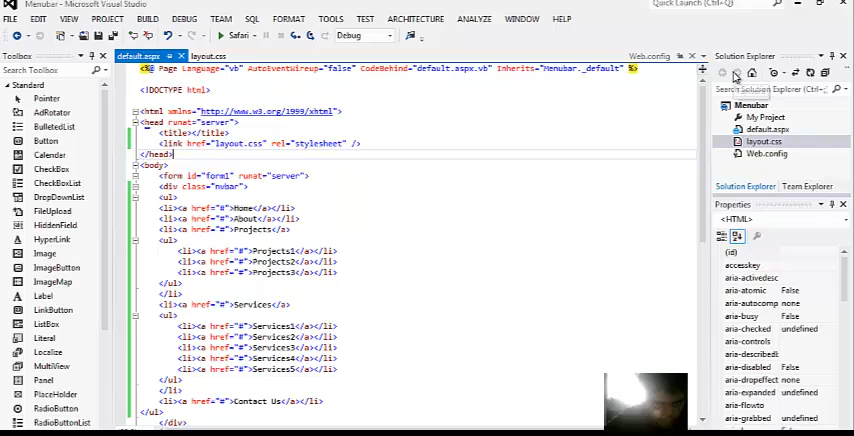 Menubar - Microsoft Visual Studio
Quick Launch (Ctrl+Q)
FILE EDIT VIEW PROJECT BUILD DEBUG TEAM SQL FORMAT TOOLS TEST ARCHITECTURE ANALYZE WINDOW HELP
Safari Debug
Toolbox
Search Toolbox
Standard
Pointer
AdRotator
BulletedList
Button
Calendar
CheckBox
CheckBoxList
DropDownList
FileUpload
HiddenField
HyperLink
Image
ImageButton
ImageMap
Label
LinkButton
ListBox
Literal
Localize
MultiView
Panel
PlaceHolder
RadioButton
RadioButtonList
default.aspx layout.css Web.config
<%@ Page Language="vb" AutoEventWireup="false" CodeBehind="default.aspx.vb" Inherits="Menubar._default" %>
<!DOCTYPE html>
<html xmlns="http://www.w3.org/1999/xhtml">
<head runat="server">
<title></title>
<link href="layout.css" rel="stylesheet" />
</head>
<body>
<form id="form1" runat="server">
<div class="nvbar">
<ul>
<li><a href="#">Home</a></li>
<li><a href="#">About</a></li>
<li><a href="#">Projects</a>
<ul>
<li><a href="#">Projects1</a></li>
<li><a href="#">Projects2</a></li>
<li><a href="#">Projects3</a></li>
</ul>
</li>
<li><a href="#">Services</a>
<ul>
<li><a href="#">Services1</a></li>
<li><a href="#">Services2</a></li>
<li><a href="#">Services3</a></li>
<li><a href="#">Services4</a></li>
<li><a href="#">Services5</a></li>
</ul>
</li>
<li><a href="#">Contact Us</a></li>
</ul>
</div>
Solution Explorer
Search Solution Explorer (Ctrl+;)
Menubar
My Project
default.aspx
layout.css
Web.config
Solution Explorer Team Explorer
Properties
<HTML>
(id)
accesskey
aria-activedesc
aria-atomic False
aria-autocomp none
aria-busy False
aria-checked undefined
aria-controls
aria-described
aria-disabled False
aria-dropeffect none
aria-expanded undefined
aria-flowto
aria-grabbed undefined